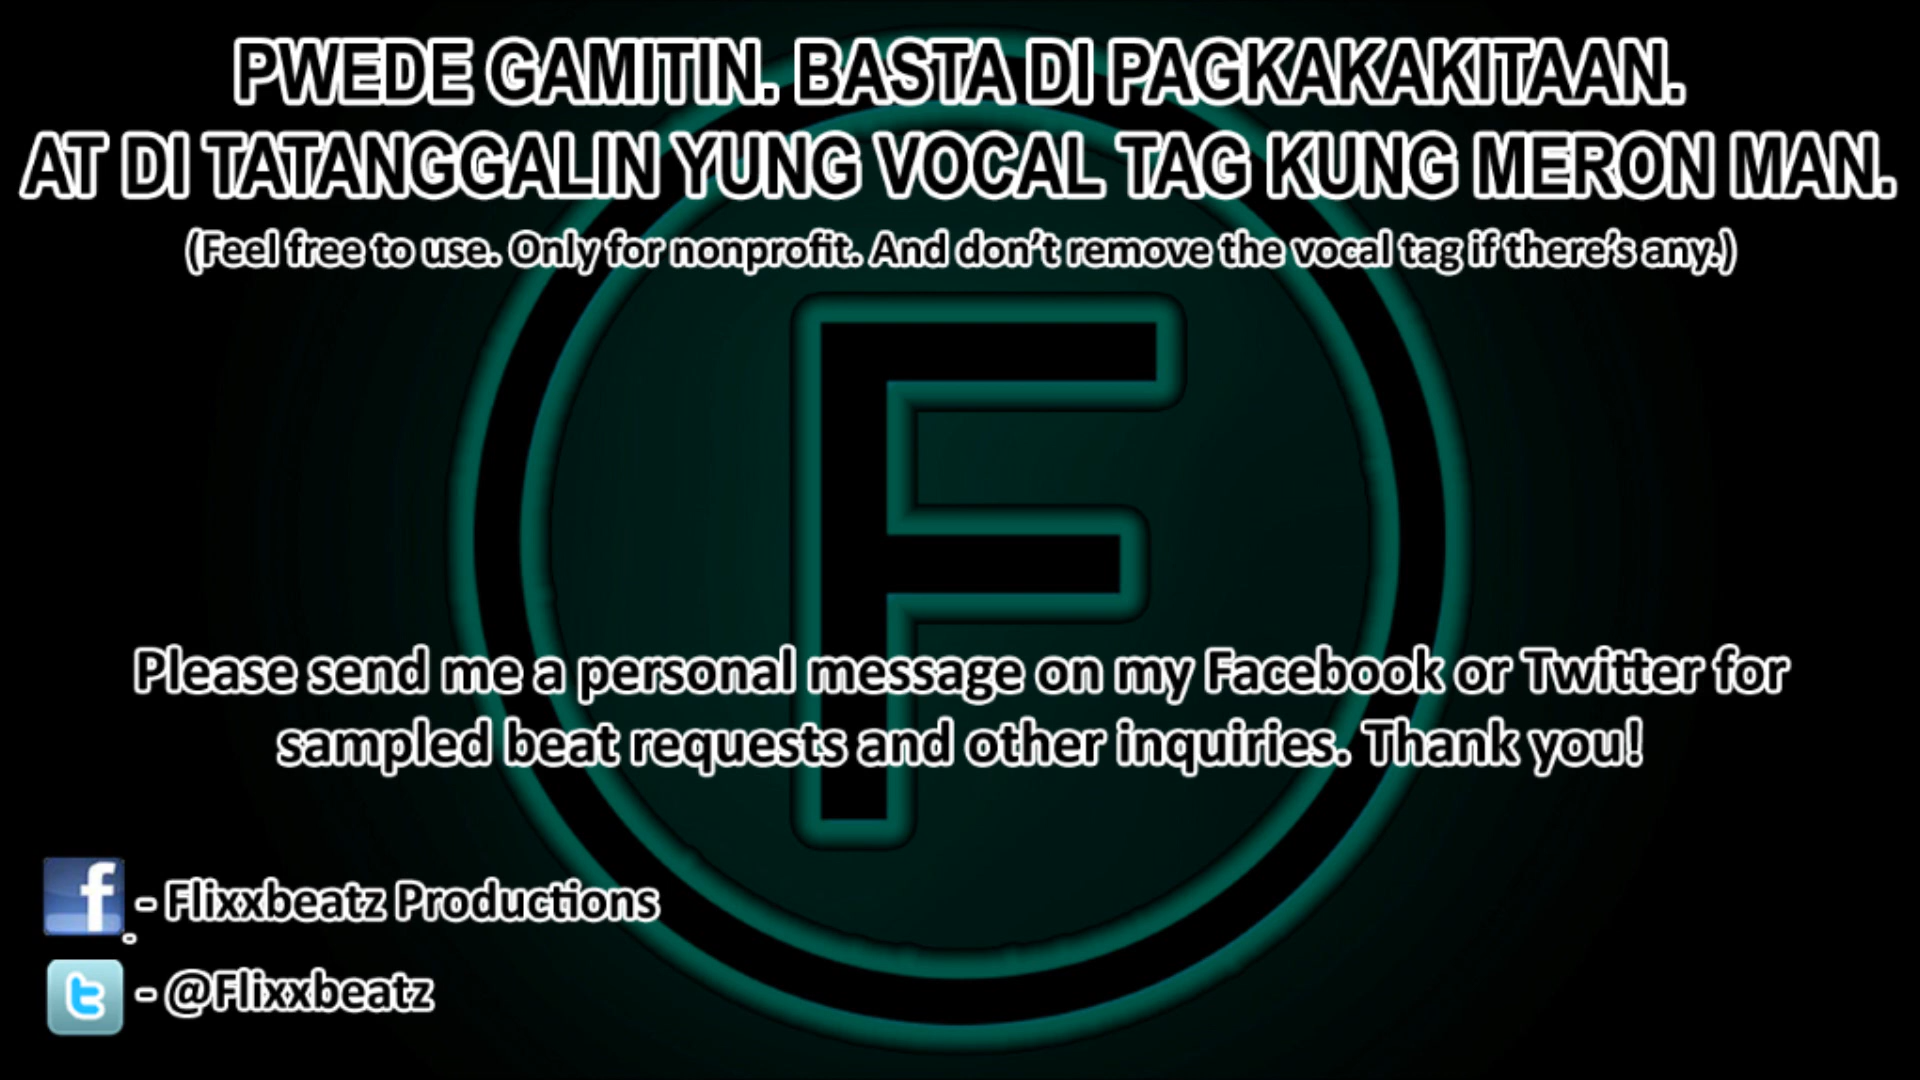 PWEDE GAMITIN. BASTA DI PAGKAKAKITAAN.
AT DI TATANGGALIN YUNG VOCAL TAG KUNG MERON MAN.
(Feel free to use. Only for nonprofit. And don't remove the vocal tag if there's any.)
F
Please send me a personal message on my Facebook or Twitter for
sampled beat requests and other inquiries. Thank you!
f - Flixxbeatz Productions
-
t - @Flixxbeatz